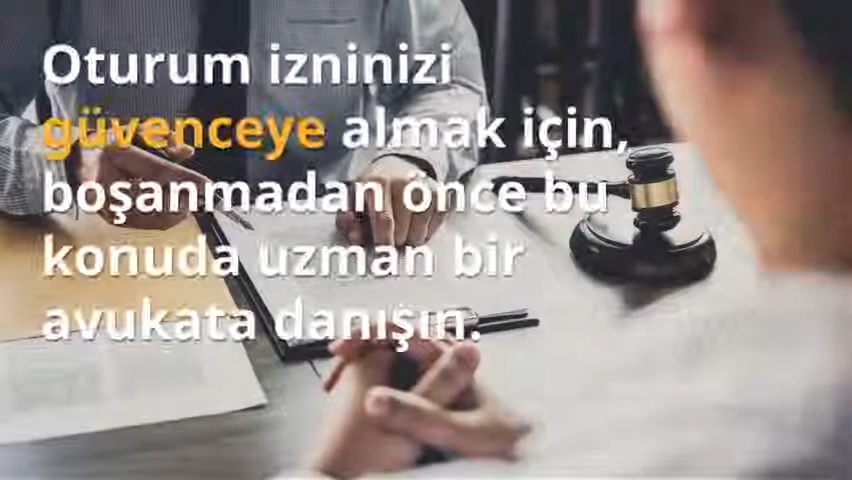 Oturum izninizi
güvenceye almak için,
boşanmadan önce bu
konuda uzman bir
avukata danışın.